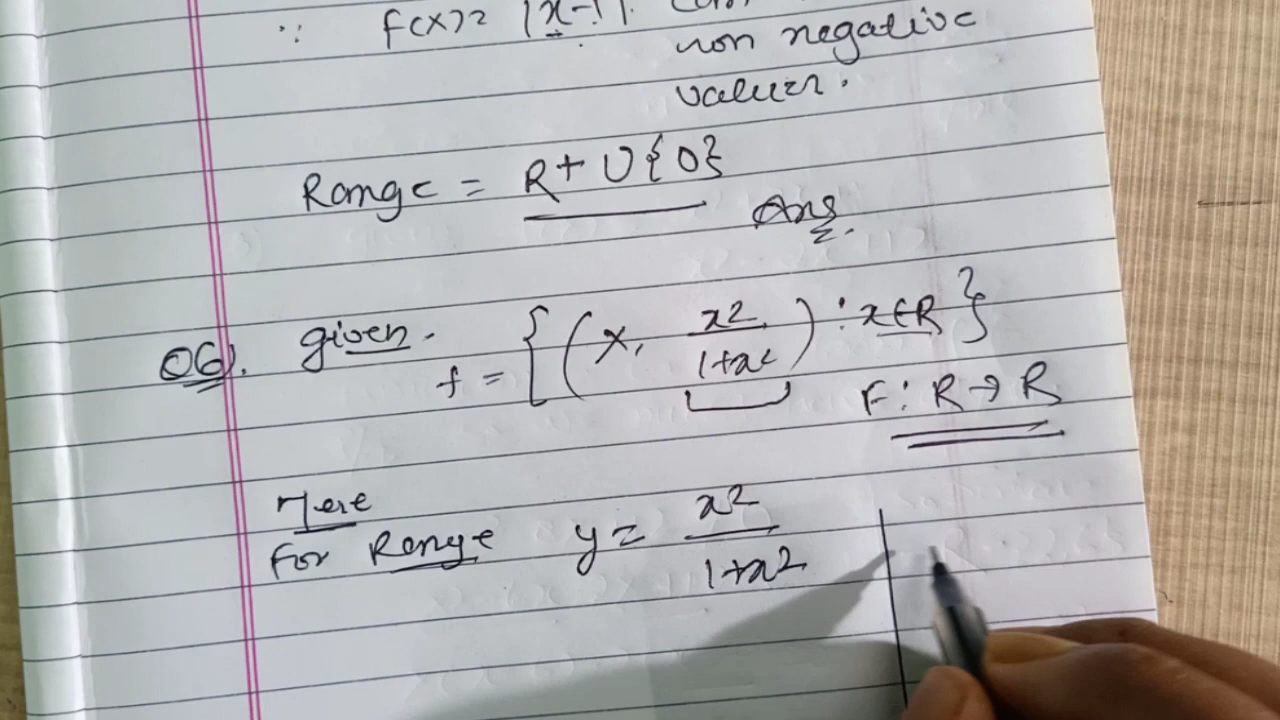 ∵ f(x)= |x-1|.
non negative
values.
Range = R+ U{0}
Ans
Q6). given.
f = {(x, x2/1+x2) : x∈R}
F: R→R
Here
For Range y= x2/1+x2